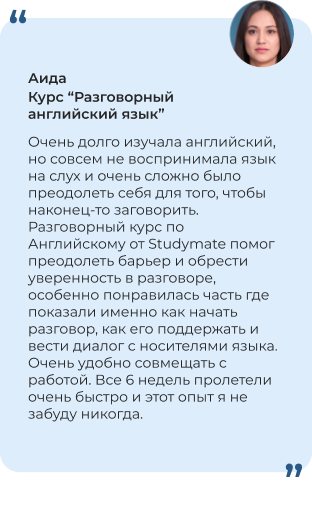 “
Аида
Курс “Разговорный
английский язык”
Очень долго изучала английский,
но совсем не воспринимала язык
на слух и очень сложно было
преодолеть себя для того, чтобы
наконец-то заговорить.
Разговорный курс по
Английскому от Studymate помог
преодолеть барьер и обрести
уверенность в разговоре,
особенно понравилась часть где
показали именно как начать
разговор, как его поддержать и
вести диалог с носителями языка.
Очень удобно совмещать с
работой. Все 6 недель пролетели
очень быстро и этот опыт я не
забуду никогда.
”